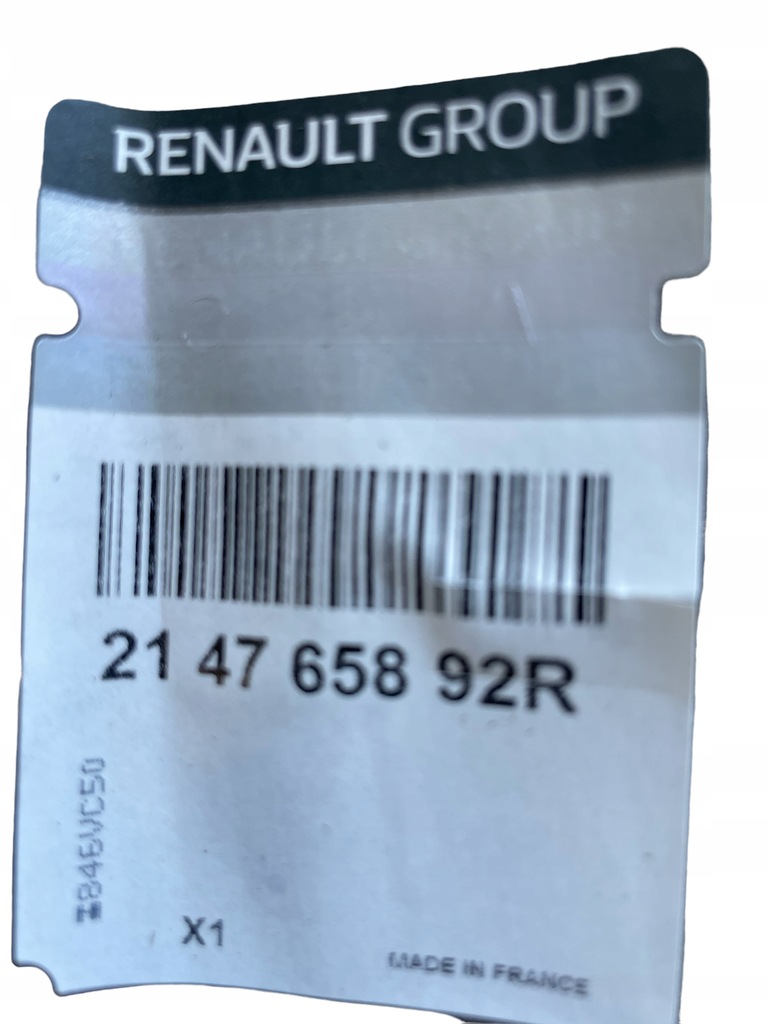 RENAULT GROUP
21 47 658 92R
X1
MADE IN FRANCE